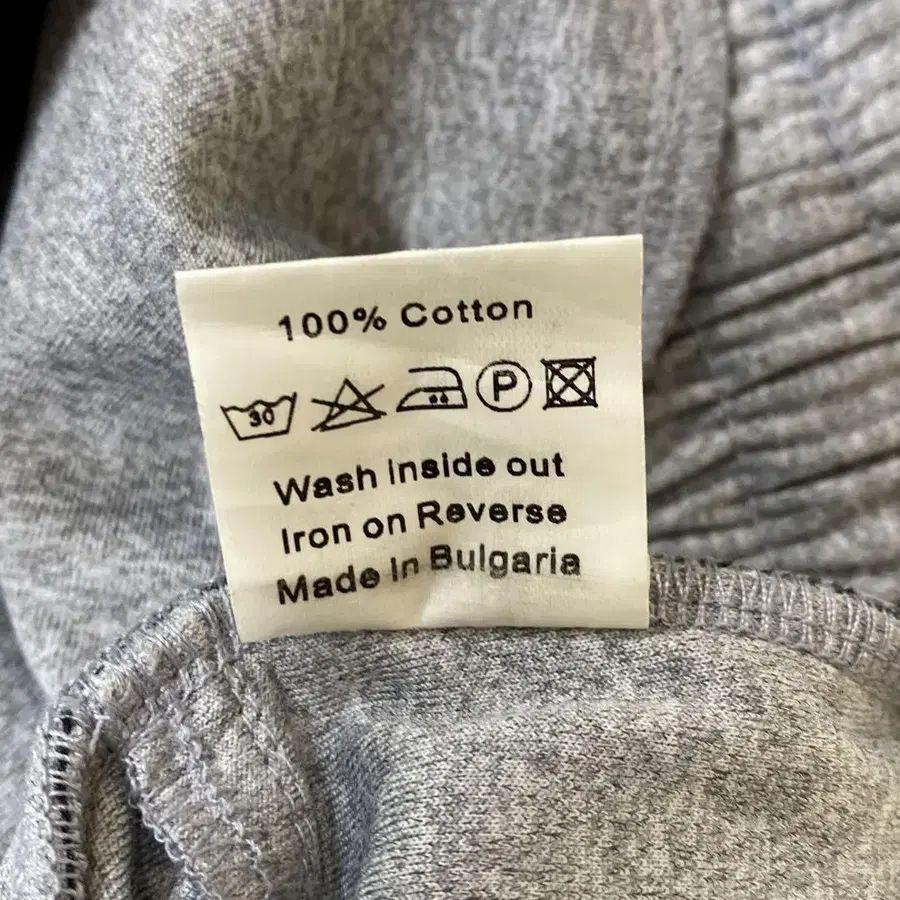 100% Cotton
30 P
Wash Inside out
Iron on Reverse
Made In Bulgaria